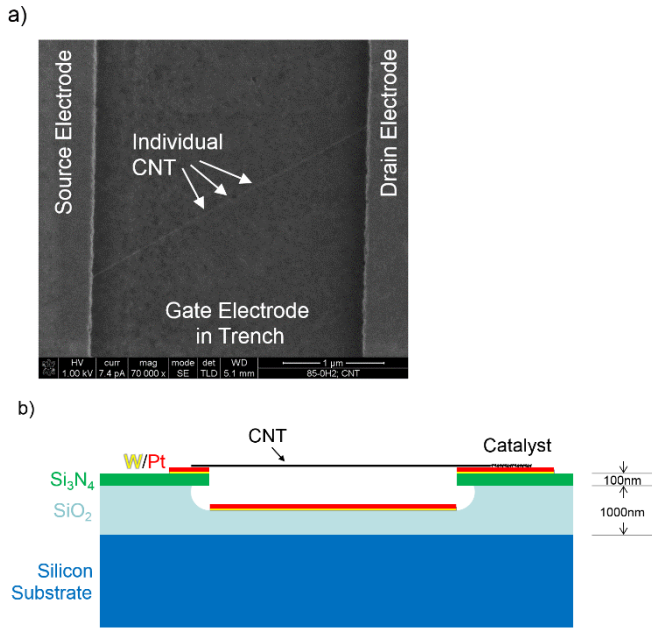 a)
Source Electrode
Individual
CNT
Drain Electrode
Gate Electrode
in Trench
HV curr mag mode det WD
1 µm
1.00 kV 7.4 pA 70 000 x SE TLD 5.1 mm
85-0H2; CNT
b)
CNT
Catalyst
W/Pt
Si₃N₄
100nm
SiO₂
1000nm
Silicon
Substrate